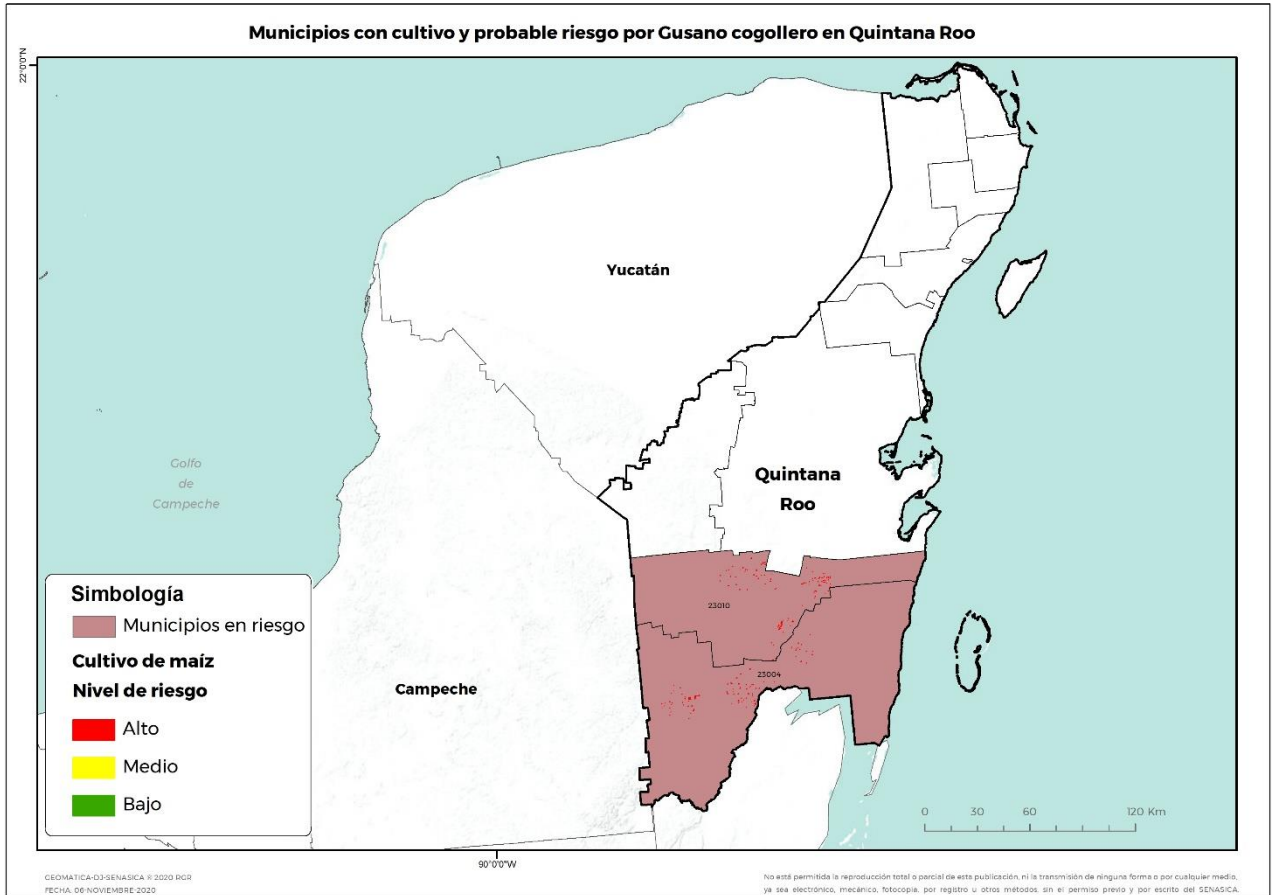 Municipios con cultivo y probable riesgo por Gusano cogollero en Quintana Roo
22°0'0"N
Yucatán
Golfo
de
Campeche
Quintana
Roo
Simbología
Municipios en riesgo
Cultivo de maíz
Nivel de riesgo
Alto
Medio
Bajo
23010
23004
Campeche
0 30 60 120 Km
90°0'0"W
GEOMATICA-DJ-SENASICA ® 2020 RGR
FECHA. 06-NOVIEMBRE-2020
No está permitida la reproducción total o parcial de esta publicación, ni la transmisión de ninguna forma o por cualquier medio,
ya sea electrónico, mecánico, fotocopia, por registro u otros métodos, sin el permiso previo y por escrito del SENASICA.